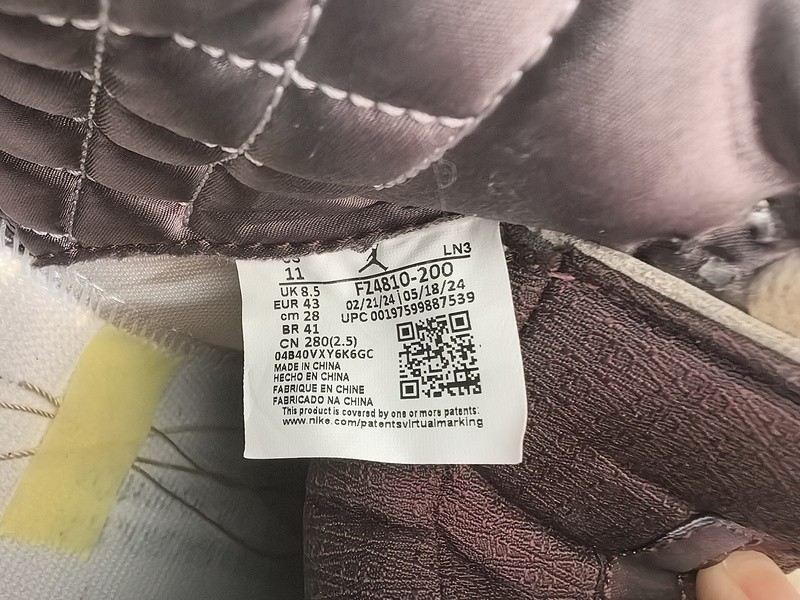 LN3
11
FZ4810-200
UK 8.5
02/21/24 | 05/18/24
EUR 43
UPC 00197599887539
cm 28
BR 41
CN 280(2.5)
04B40VXY6K6GC
MADE IN CHINA
HECHO EN CHINA
FABRIQUE EN CHINE
FABRICADO NA CHINA
This product is covered by one or more patents:
www.nike.com/patentsvirtualmarking